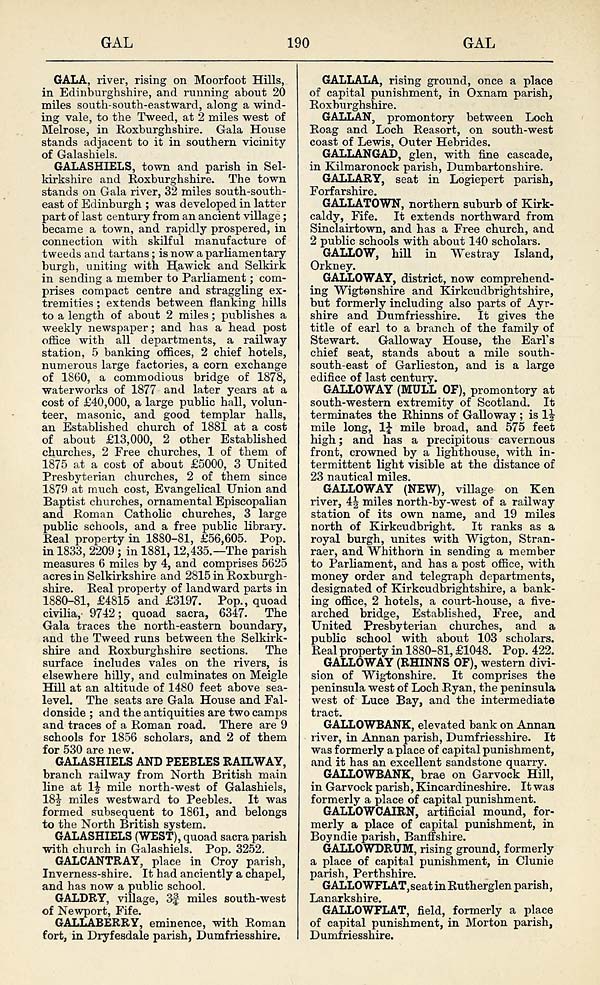 GAL 190 GAL
GALA, river, rising on Moorfoot Hills,
in Edinburghshire, and running about 20
miles south-south-eastward, along a wind-
ing vale, to the Tweed, at 2 miles west of
Melrose, in Roxburghshire. Gala House
stands adjacent to it in southern vicinity
of Galashiels.
GALASHIELS, town and parish in Sel-
kirkshire and Roxburghshire. The town
stands on Gala river, 32 miles south-south-
east of Edinburgh ; was developed in latter
part of last century from an ancient village ;
became a town, and rapidly prospered, in
connection with skilful manufacture of
tweeds and tartans ; is now a parliamentary
burgh, uniting with Hawick and Selkirk
in sending a member to Parliament ; com-
prises compact centre and straggling ex-
tremities ; extends between flanking hills
to a length of about 2 miles ; publishes a
weekly newspaper ; and has a head post
office with all departments, a railway
station, 5 banking offices, 2 chief hotels,
numerous large factories, a corn exchange
of 1860, a commodious bridge of 1878,
waterworks of 1877 and later years at a
cost of £40,000, a large public hall, volun-
teer, masonic, and good templar halls,
an Established church of 1881 at a cost
of about £13,000, 2 other Established
churches, 2 Free churches, 1 of them of
1875 at a cost of about £5000, 3 United
Presbyterian churches, 2 of them since
1879 at much cost, Evangelical Union and
Baptist churches, ornamental Episcopalian
and Roman Catholic churches, 3 large
public schools, and a free public library.
Real property in 1880-81, £56,605. Pop.
in 1833, 2209 ; in 1881, 12,435.—The parish
measures 6 miles by 4, and comprises 5625
acres in Selkirkshire and 2815 in Roxburgh-
shire. Real property of landward parts in
1880-81, £4815 and £3197. Pop., quoad
civilia, 9742 ; quoad sacra, 6347. The
Gala traces the north-eastern boundary,
and the Tweed runs between the Selkirk-
shire and Roxburghshire sections. The
surface includes vales on the rivers, is
elsewhere hilly, and culminates on Meigle
Hill at an altitude of 1480 feet above sea-
level. The seats are Gala House and Fal-
donside ; and the antiquities are two camps
and traces of a Roman road. There are 9
schools for 1856 scholars, and 2 of them
for 530 are new.
GALASHIELS AND PEEBLES RAILWAY,
branch railway from North British main
line at 1½ mile north-west of Galashiels,
18½ miles westward to Peebles. It was
formed subsequent to 1861, and belongs
to the North British system.
GALASHIELS (WEST), quoad sacra parish
with church in Galashiels. Pop. 3252.
GALCANTRAY, place in Croy parish,
Inverness-shire. It had anciently a chapel,
and has now a public school.
GALDRY, village, 3¾ miles south-west
of Newport, Fife.
GALLABERRY, eminence, with Roman
fort, in Dryfesdale parish, Dumfriesshire.
GALLALA, rising ground, once a place
of capital punishment, in Oxnam parish,
Roxburghshire.
GALLAN, promontory between Loch
Roag and Loch Reasort, on south-west
coast of Lewis, Outer Hebrides.
GALLANGAD, glen, with fine cascade,
in Kilmaronock parish, Dumbartonshire.
GALLARY, seat in Logiepert parish,
Forfarshire.
GALLATOWN, northern suburb of Kirk-
caldy, Fife. It extends northward from
Sinclairtown, and has a Free church, and
2 public schools with about 140 scholars.
GALLOW, hill in Westray Island,
Orkney.
GALLOWAY, district, now comprehend-
ing Wigtonshire and Kirkcudbrightshire,
but formerly including also parts of Ayr-
shire and Dumfriesshire. It gives the
title of earl to a branch of the family of
Stewart. Galloway House, the Earl's
chief seat, stands about a mile south-
south-east of Garlieston, and is a large
edifice of last century.
GALLOWAY (MULL OF), promontory at
south-western extremity of Scotland. It
terminates the Rhinns of Galloway ; is 1½
mile long, 1¼ mile broad, and 575 feet
high ; and has a precipitous cavernous
front, crowned by a lighthouse, with in-
termittent light visible at the distance of
23 nautical miles.
GALLOWAY (NEW), village on Ken
river, 4½ miles north-by-west of a railway
station of its own name, and 19 miles
north of Kirkcudbright. It ranks as a
royal burgh, unites with Wigton, Stran-
raer, and Whithorn in sending a member
to Parliament, and has a post office, with
money order and telegraph departments,
designated of Kirkcudbrightshire, a bank-
ing office, 2 hotels, a court-house, a five-
arched bridge, Established, Free, and
United Presbyterian churches, and a
public school with about 103 scholars.
Real property in 1880-81, £1048. Pop. 422.
GALLOWAY (RHINNS OF), western divi-
sion of Wigtonshire. It comprises the
peninsula west of Loch Ryan, the peninsula
west of Luce Bay, and the intermediate
tract.
GALLOWBANK, elevated bank on Annan
river, in Annan parish, Dumfriesshire. It
was formerly a place of capital punishment,
and it has an excellent sandstone quarry.
GALLOWBANK, brae on Garvock Hill,
in Garvock parish, Kincardineshire. It was
formerly a place of capital punishment.
GALLOWCAIRN, artificial mound, for-
merly a place of capital punishment, in
Boyndie parish, Banffshire.
GALLOWDRUM, rising ground, formerly
a place of capital punishment, in Clunie
parish, Perthshire.
GALLOWFLAT, seat in Rutherglen parish,
Lanarkshire.
GALLOWFLAT, field, formerly a place
of capital punishment, in Morton parish,
Dumfriesshire.